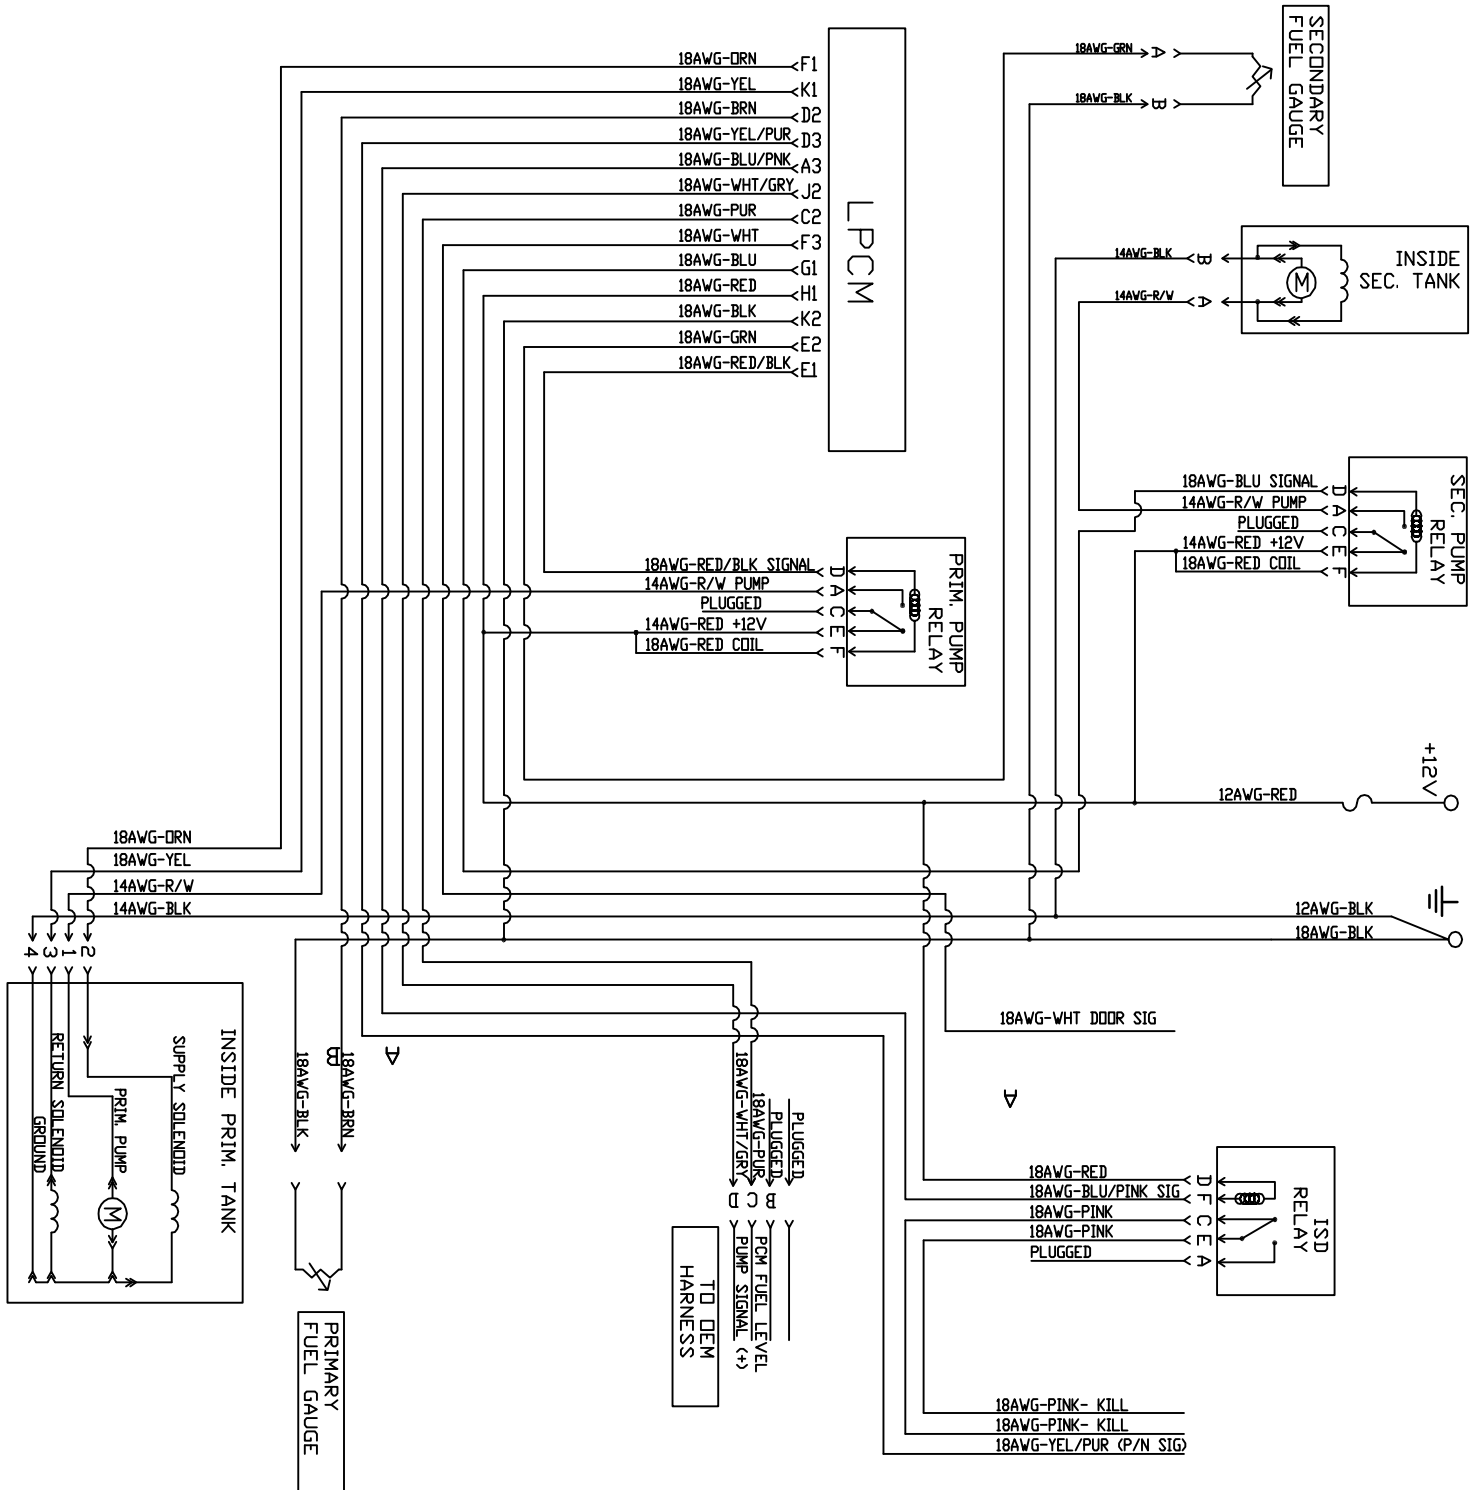 SECONDARY
FUEL GAUGE
18AWG-GRN
A
18AWG-BLK
B
LPCM
18AWG-ORN F1
18AWG-YEL K1
18AWG-BRN D2
18AWG-YEL/PUR D3
18AWG-BLU/PNK A3
18AWG-WHT/GRY J2
18AWG-PUR C2
18AWG-WHT F3
18AWG-BLU G1
18AWG-RED H1
18AWG-BLK K2
18AWG-GRN E2
18AWG-RED/BLK E1
INSIDE
SEC. TANK
M
14AWG-BLK B
14AWG-R/W A
SEC. PUMP
RELAY
18AWG-BLU SIGNAL D
14AWG-R/W PUMP A
PLUGGED C
14AWG-RED +12V E
18AWG-RED COIL F
PRIM. PUMP
RELAY
18AWG-RED/BLK SIGNAL D
14AWG-R/W PUMP A
PLUGGED C
14AWG-RED +12V E
18AWG-RED COIL F
+12V
12AWG-RED
12AWG-BLK
18AWG-BLK
18AWG-ORN
18AWG-YEL
14AWG-R/W
14AWG-BLK
4 3 1 2
INSIDE PRIM. TANK
SUPPLY SOLENOID
PRIM. PUMP
M
RETURN SOLENOID
GROUND
18AWG-BLK
B
18AWG-BRN
A
PRIMARY
FUEL GAUGE
18AWG-WHT/GRY
18AWG-PUR
PLUGGED
PLUGGED
D C B
PUMP SIGNAL (+)
PCM FUEL LEVEL
TO OEM
HARNESS
18AWG-WHT DOOR SIG
A
ISO
RELAY
18AWG-RED D
18AWG-BLU/PINK SIG F
18AWG-PINK C
18AWG-PINK E
PLUGGED A
18AWG-PINK- KILL
18AWG-PINK- KILL
18AWG-YEL/PUR (P/N SIG)